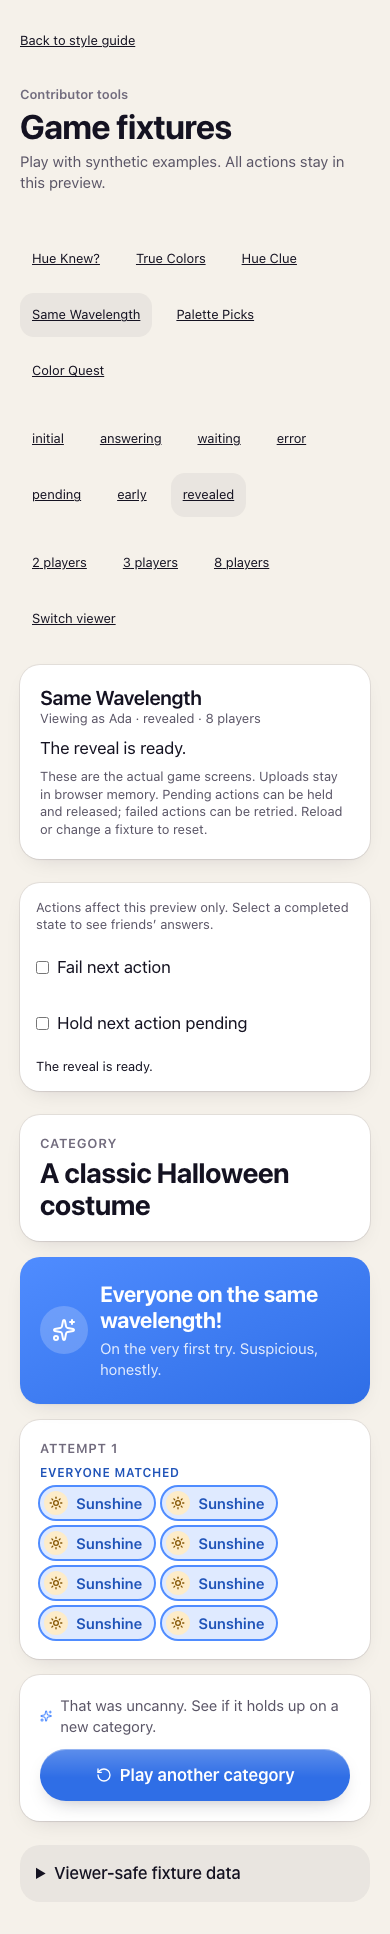 Back to style guide
Contributor tools
Game fixtures
Play with synthetic examples. All actions stay in
this preview.
Hue Knew? True Colors Hue Clue
Same Wavelength Palette Picks
Color Quest
initial answering waiting error
pending early revealed
2 players 3 players 8 players
Switch viewer
Same Wavelength
Viewing as Ada · revealed · 8 players
The reveal is ready.
These are the actual game screens. Uploads stay
in browser memory. Pending actions can be held
and released; failed actions can be retried. Reload
or change a fixture to reset.
Actions affect this preview only. Select a completed
state to see friends’ answers.
Fail next action
Hold next action pending
The reveal is ready.
CATEGORY
A classic Halloween
costume
Everyone on the same
wavelength!
On the very first try. Suspicious,
honestly.
ATTEMPT 1
EVERYONE MATCHED
Sunshine Sunshine
Sunshine Sunshine
Sunshine Sunshine
Sunshine Sunshine
That was uncanny. See if it holds up on a
new category.
Play another category
Viewer-safe fixture data